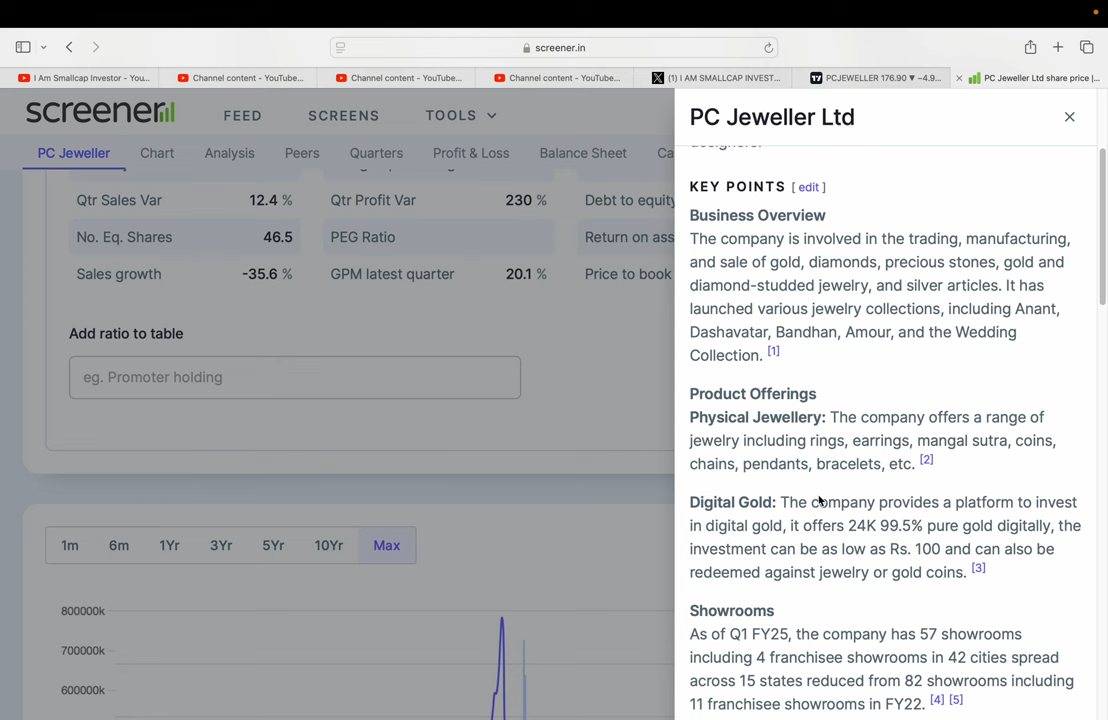 screener.in
I Am Smallcap Investor - You...
Channel content - YouTube...
Channel content - YouTube...
Channel content - YouTube...
(1) I AM SMALLCAP INVEST...
PCJEWELLER 176.90 ▼ −4.9...
PC Jeweller Ltd share price |...
screener
FEED
SCREENS
TOOLS
PC Jeweller
Chart
Analysis
Peers
Quarters
Profit & Loss
Balance Sheet
Ca
Qtr Sales Var 12.4 %
Qtr Profit Var 230 %
Debt to equity
No. Eq. Shares 46.5
PEG Ratio
Return on ass
Sales growth -35.6 %
GPM latest quarter 20.1 %
Price to book
Add ratio to table
eg. Promoter holding
1m 6m 1Yr 3Yr 5Yr 10Yr Max
800000k
700000k
600000k
PC Jeweller Ltd
designers.
KEY POINTS [ edit ]
Business Overview
The company is involved in the trading, manufacturing,
and sale of gold, diamonds, precious stones, gold and
diamond-studded jewelry, and silver articles. It has
launched various jewelry collections, including Anant,
Dashavatar, Bandhan, Amour, and the Wedding
Collection. [1]
Product Offerings
Physical Jewellery: The company offers a range of
jewelry including rings, earrings, mangal sutra, coins,
chains, pendants, bracelets, etc. [2]
Digital Gold: The company provides a platform to invest
in digital gold, it offers 24K 99.5% pure gold digitally, the
investment can be as low as Rs. 100 and can also be
redeemed against jewelry or gold coins. [3]
Showrooms
As of Q1 FY25, the company has 57 showrooms
including 4 franchisee showrooms in 42 cities spread
across 15 states reduced from 82 showrooms including
11 franchisee showrooms in FY22. [4] [5]